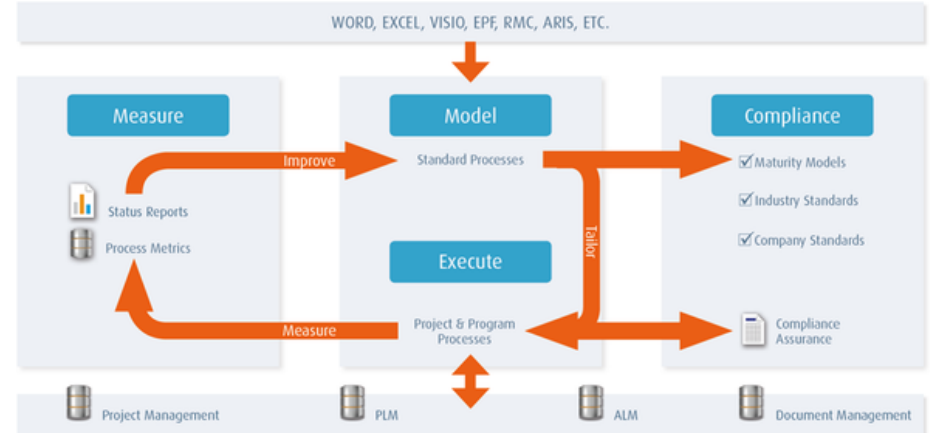 WORD, EXCEL, VISIO, EPF, RMC, ARIS, ETC.
Measure
Model
Compliance
Improve
Standard Processes
Maturity Models
Status Reports
Industry Standards
Process Metrics
Tailor
Company Standards
Execute
Measure
Project & Program
Processes
Compliance
Assurance
Project Management
PLM
ALM
Document Management